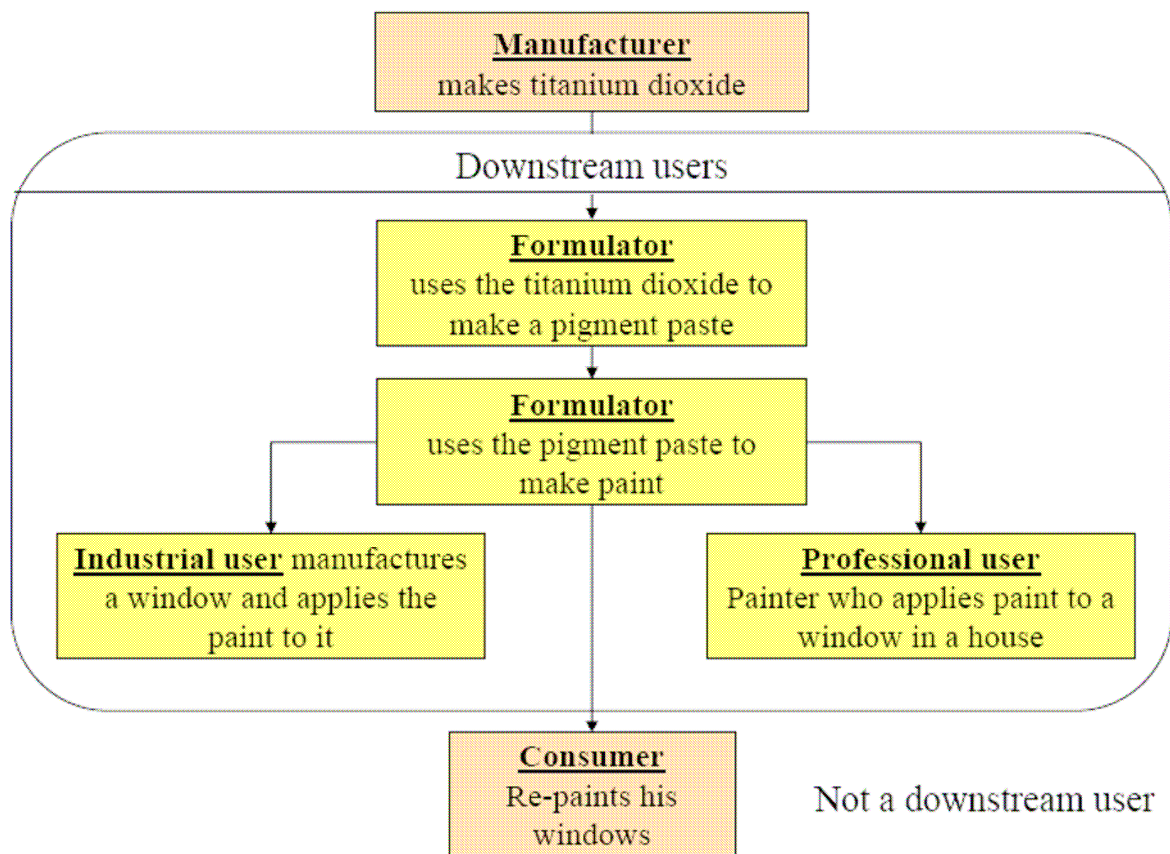 Manufacturer
makes titanium dioxide
Downstream users
Formulator
uses the titanium dioxide to
make a pigment paste
Formulator
uses the pigment paste to
make paint
Industrial user manufactures
a window and applies the
paint to it
Professional user
Painter who applies paint to a
window in a house
Consumer
Re-paints his
windows
Not a downstream user